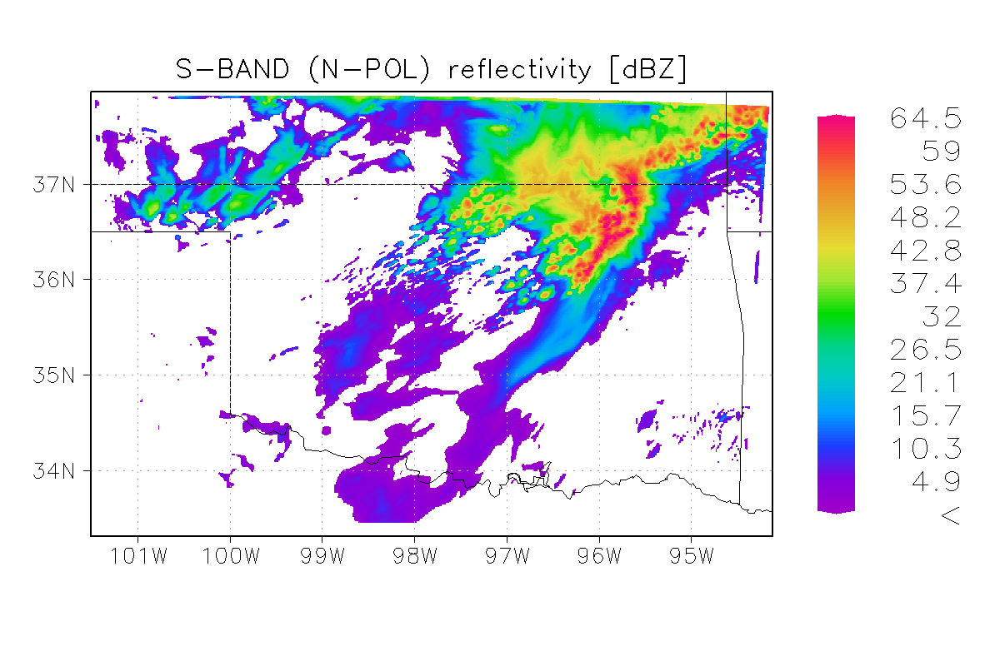 S-BAND (N-POL) reflectivity [dBZ]
64.5
59
53.6
48.2
42.8
37.4
32
26.5
21.1
15.7
10.3
4.9
<
37N
36N
35N
34N
101W 100W 99W 98W 97W 96W 95W